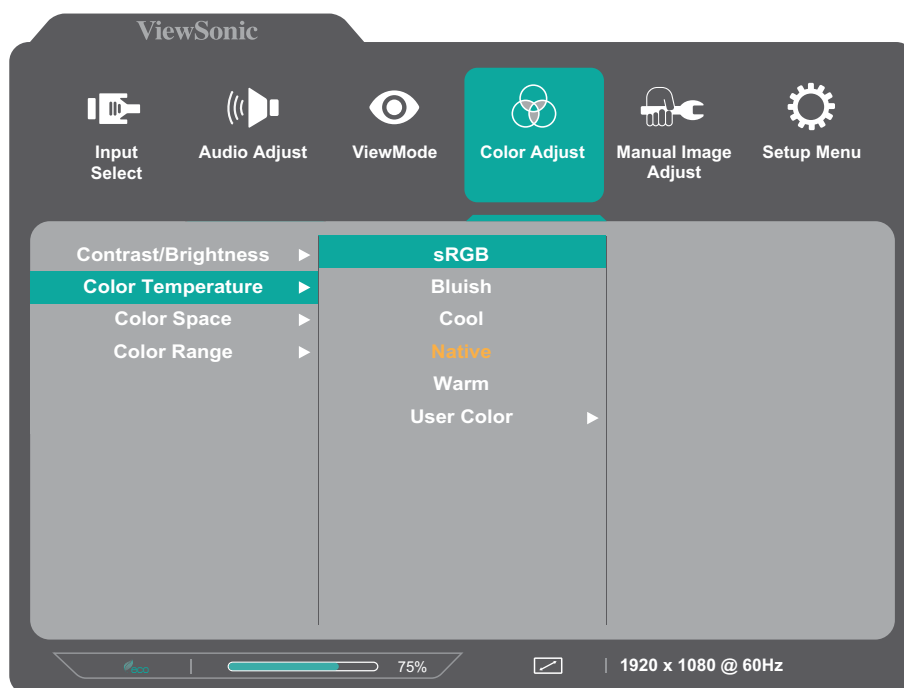 ViewSonic
Input
Select
Audio Adjust
ViewMode
Color Adjust
Manual Image
Adjust
Setup Menu
Contrast/Brightness
Color Temperature
Color Space
Color Range
sRGB
Bluish
Cool
Native
Warm
User Color
eco
75%
1920 x 1080 @ 60Hz